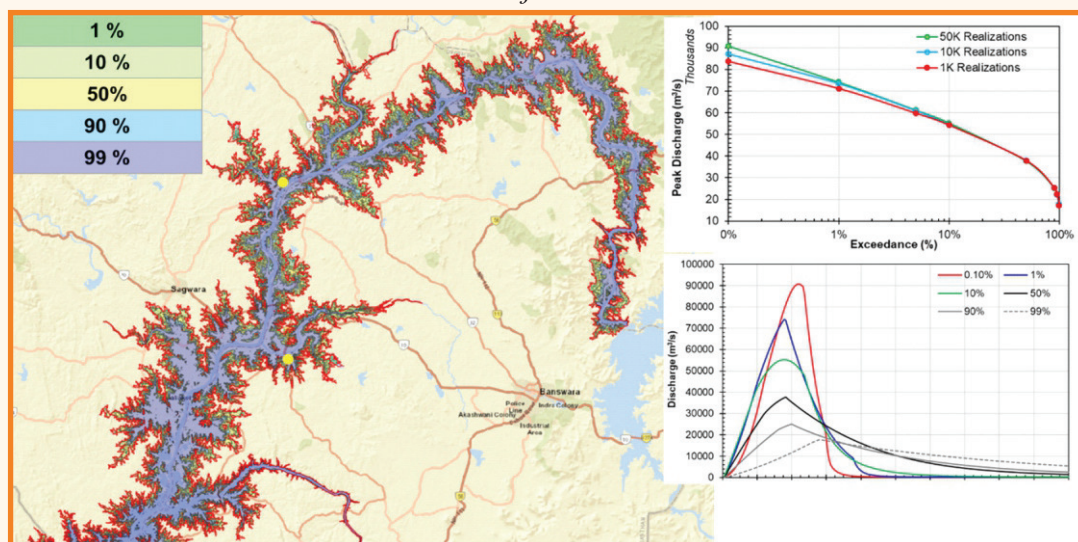 1 %
10 %
50%
90 %
99 %
Sagwara
Banswara
Police Line
Indra Colony
Akashwani Colony
Industrial Area
100
90
80
70
60
50
40
30
20
10
Peak Discharge (m³/s)
Thousands
50K Realizations
10K Realizations
1K Realizations
0%
1%
10%
100%
Exceedance (%)
100000
90000
80000
70000
60000
50000
40000
30000
20000
10000
0
Discharge (m³/s)
0.10%
1%
10%
50%
90%
99%